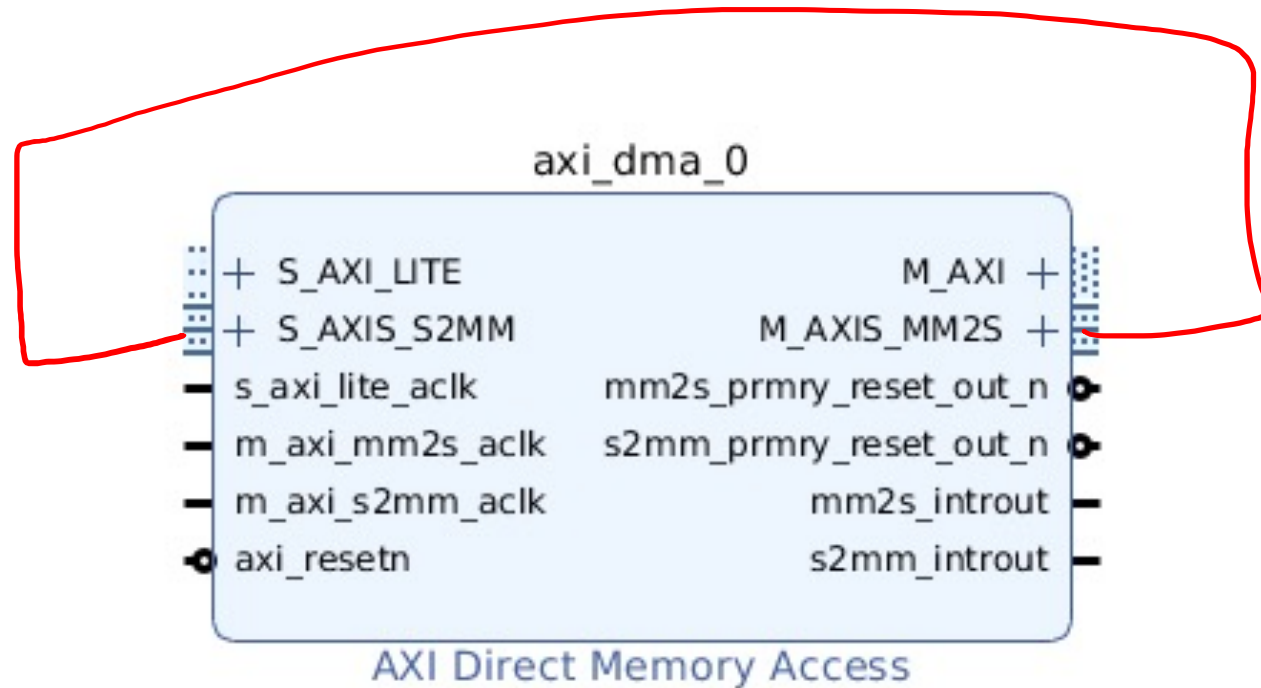 axi_dma_0
S_AXI_LITE M_AXI
S_AXIS_S2MM M_AXIS_MM2S
s_axi_lite_aclk mm2s_prmry_reset_out_n
m_axi_mm2s_aclk s2mm_prmry_reset_out_n
m_axi_s2mm_aclk mm2s_introut
axi_resetn s2mm_introut
AXI Direct Memory Access